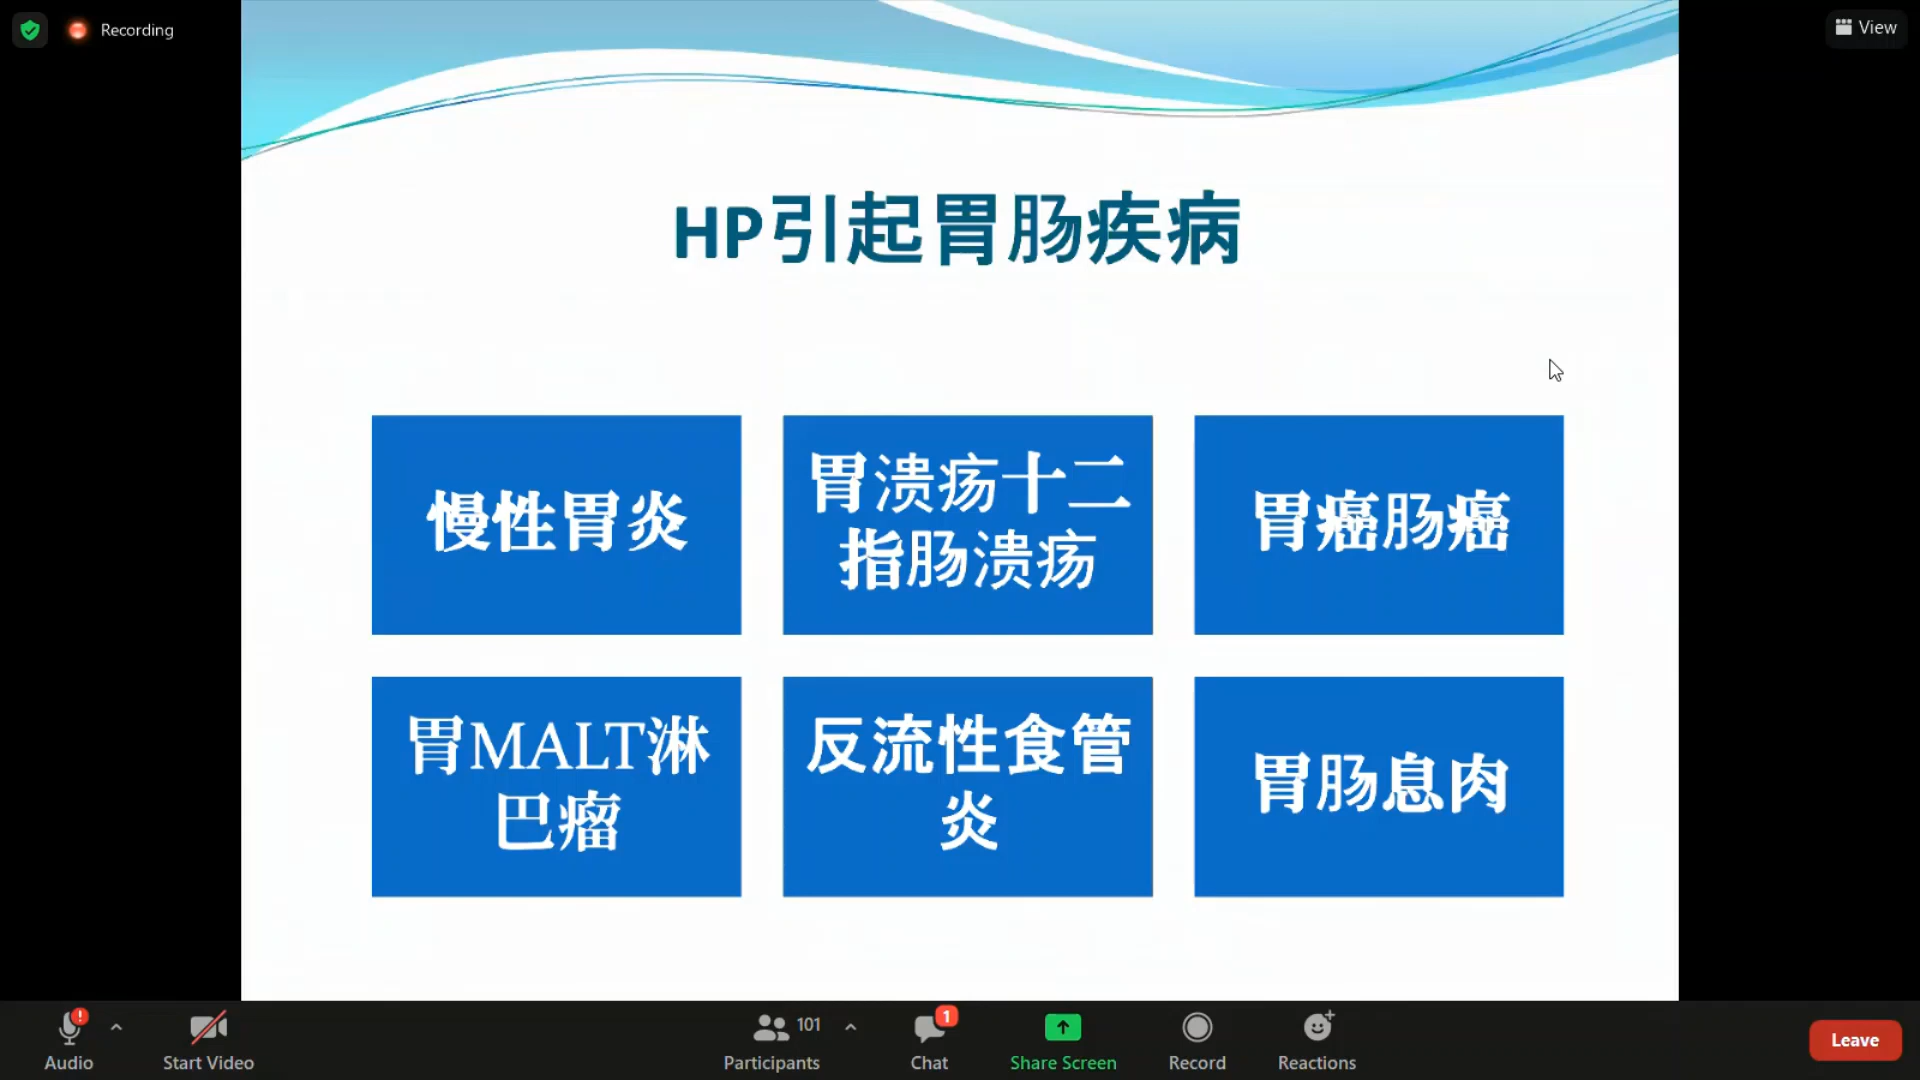 Recording
View
HP引起胃肠疾病
慢性胃炎
胃溃疡十二
指肠溃疡
胃癌肠癌
胃MALT淋
巴瘤
反流性食管
炎
胃肠息肉
101
1
Audio
Start Video
Participants
Chat
Share Screen
Record
Reactions
Leave